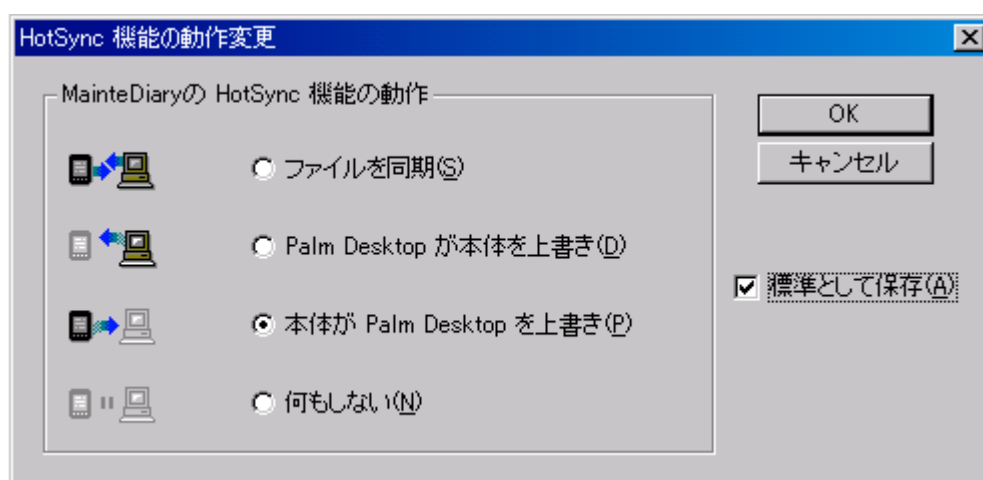 HotSync 機能の動作変更
MainteDiaryの HotSync 機能の動作
ファイルを同期(S)
Palm Desktop が本体を上書き(D)
本体が Palm Desktop を上書き(P)
何もしない(N)
OK
キャンセル
標準として保存(A)